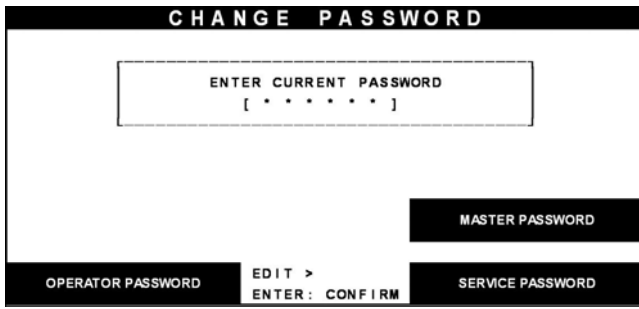 CHANGE PASSWORD
ENTER CURRENT PASSWORD
[ * * * * * * ]
MASTER PASSWORD
OPERATOR PASSWORD
EDIT >
ENTER: CONFIRM
SERVICE PASSWORD